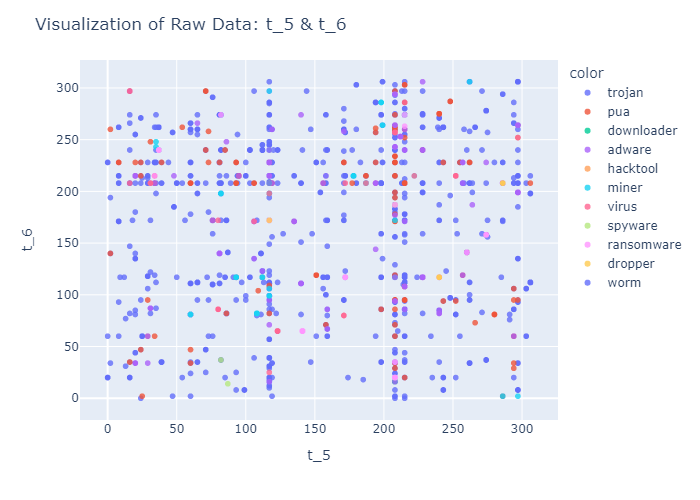 Visualization of Raw Data: t_5 & t_6
color
trojan
pua
downloader
adware
hacktool
miner
virus
spyware
ransomware
dropper
worm
t_6
300
250
200
150
100
50
0
0 50 100 150 200 250 300
t_5